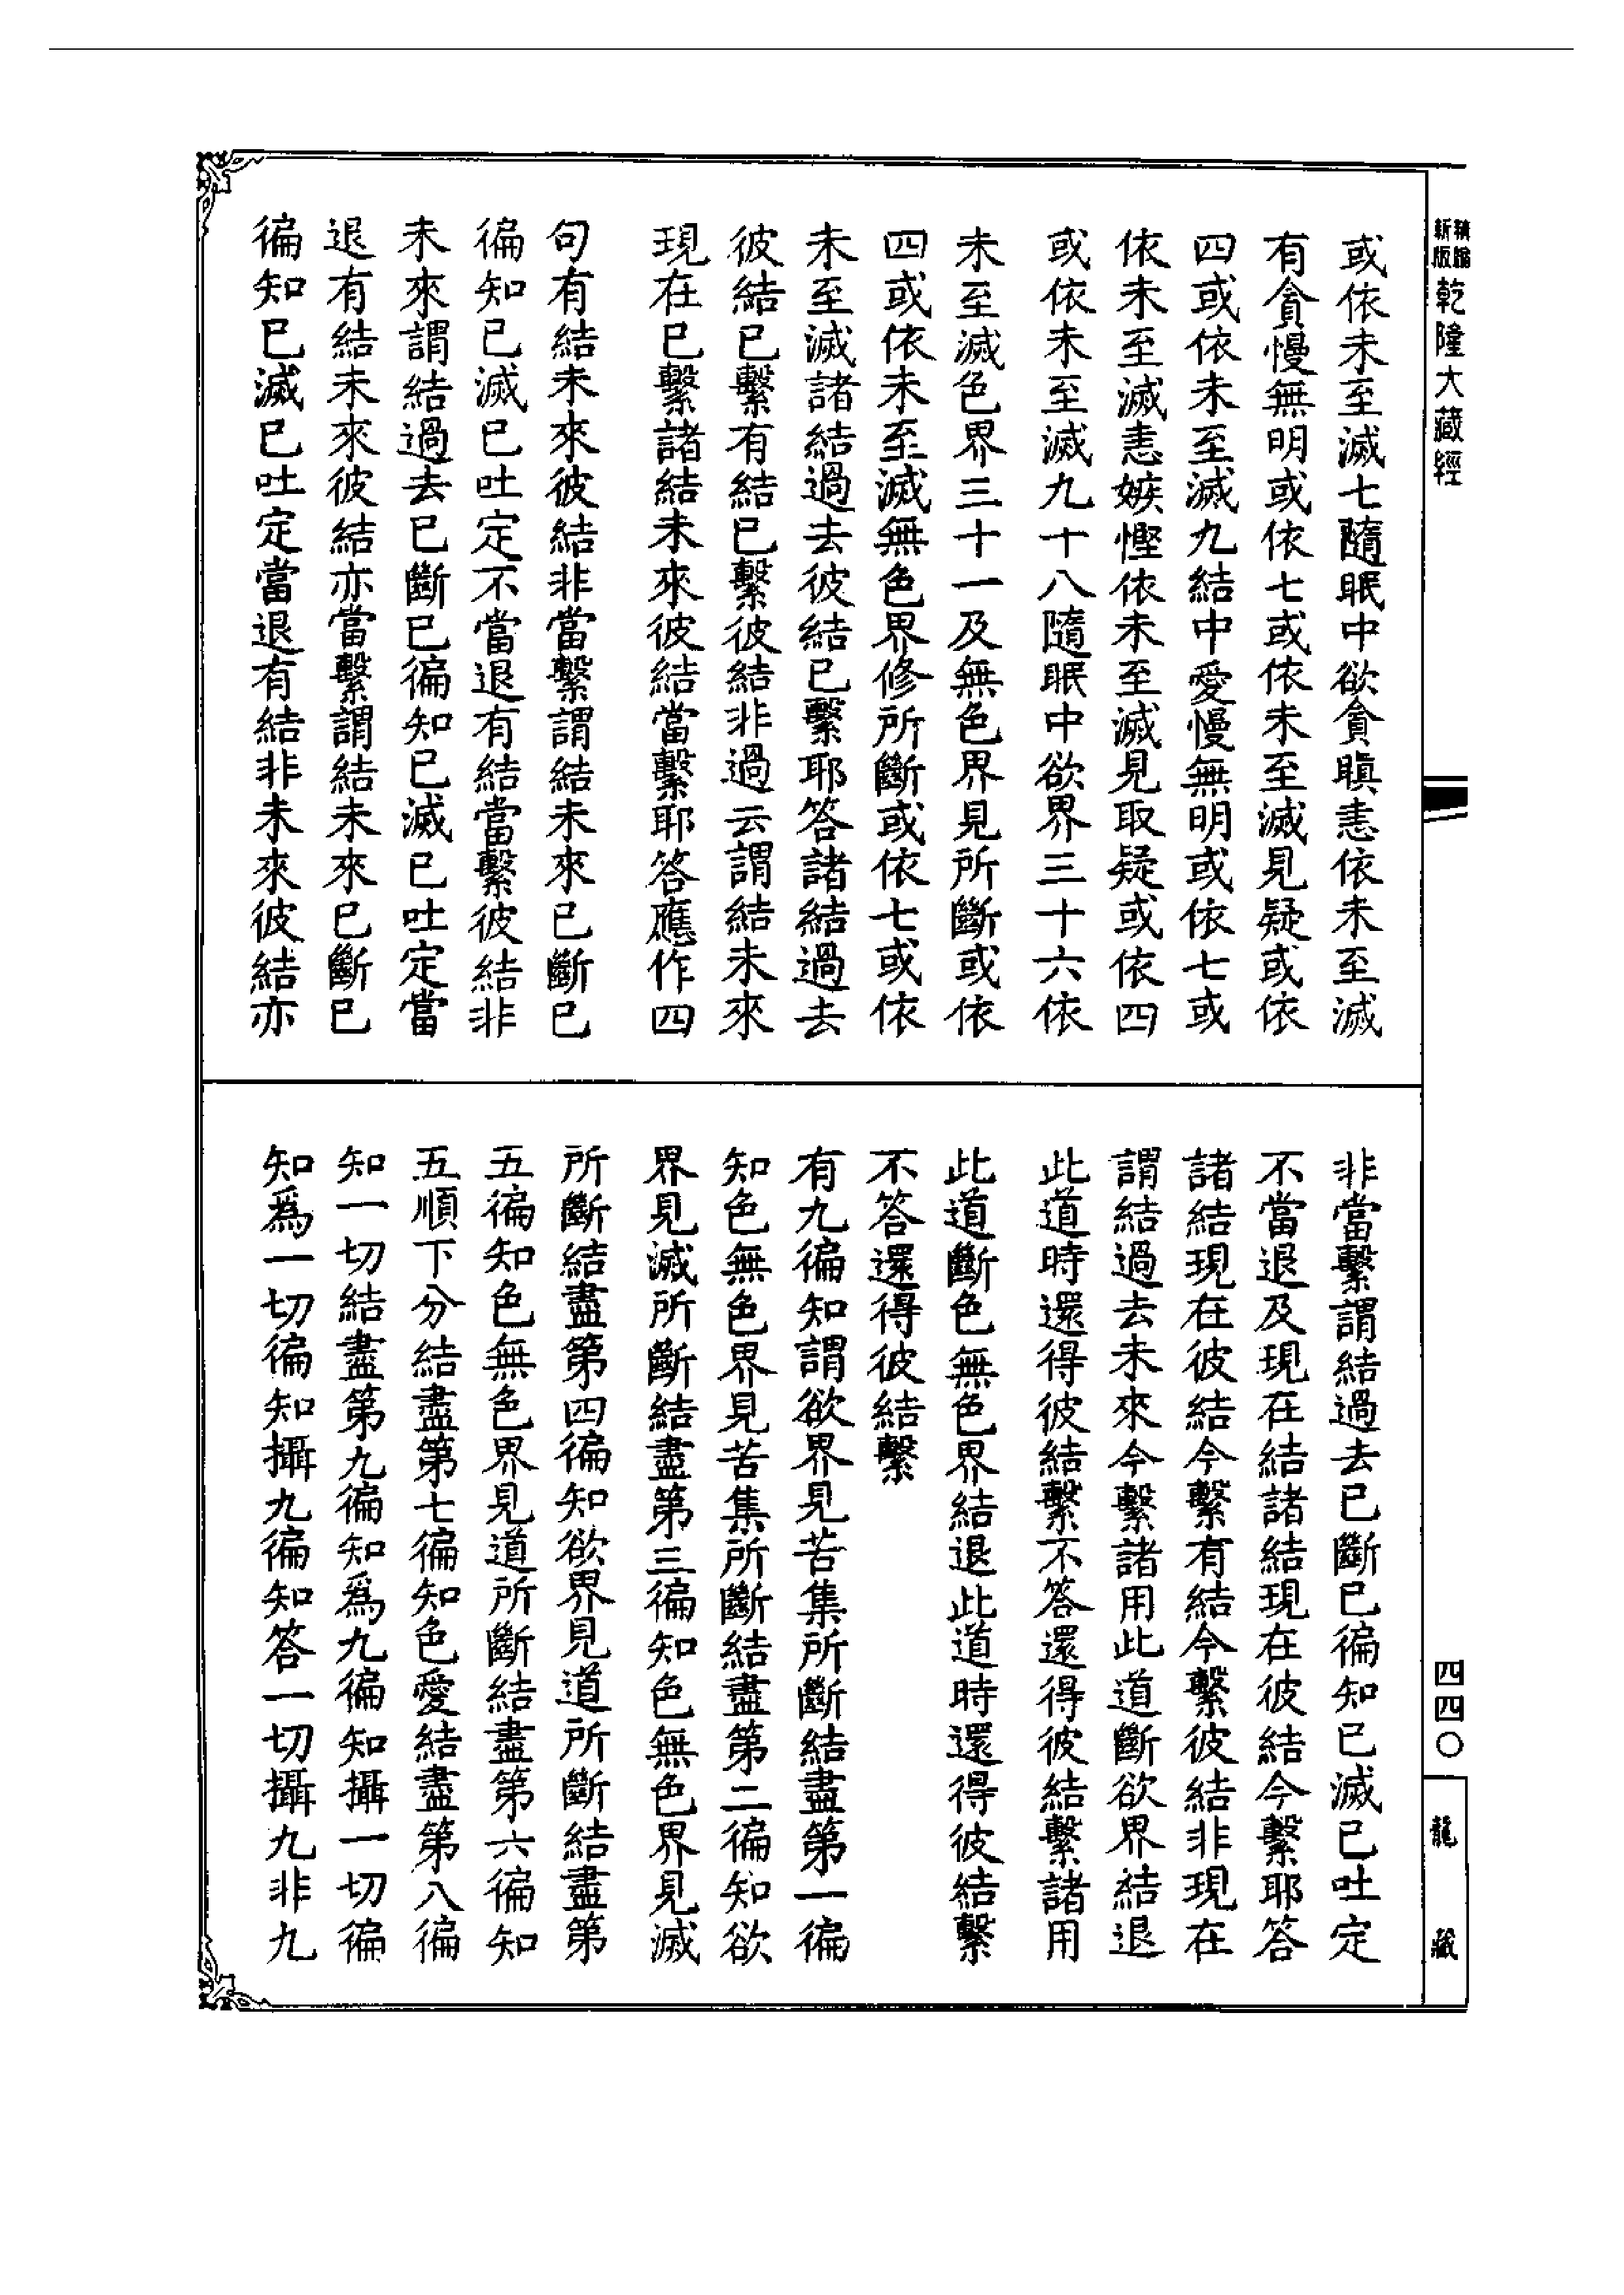 新編
縮版
乾隆大藏經
或依未至滅七隨眠中欲貪瞋恚依未至滅
有貪慢無明或依七或依未至滅見疑或依
四或依未至滅九結中愛慢無明或依七或
依未至滅恚嫉慳依未至滅見取疑或依四
或依未至滅九十八隨眠中欲界三十六依
未至滅色界三十一及無色界見所斷或依
四或依未至滅無色界修所斷或依七或依
未至滅諸結過去彼結已繫耶答諸結過去
彼結已繫有結已繫彼結非過云謂結未來
現在已繫諸結未來彼結當繫耶答應作四
句有結未來彼結非當繫謂結未來已斷已
徧知已滅已吐定不當退有結當繫彼結非
未來謂結過去已斷已徧知已滅已吐定當
退有結未來彼結亦當繫謂結未來已斷已
徧知已滅已吐定當退有結非未來彼結亦
非當繫謂結過去已斷已徧知已滅已吐定
不當退及現在結諸結現在彼結今繫耶答
諸結現在彼結今繫有結今繫彼結非現在
謂結過去未來今繫諸用此道斷欲界結退
此道時還得彼結繫不答還得彼結繫諸用
此道斷色無色界結退此道時還得彼結繫
不答還得彼結繫
有九徧知謂欲界見苦集所斷結盡第一徧
知色無色界見苦集所斷結盡第二徧知欲
界見滅所斷結盡第三徧知色無色界見滅
所斷結盡第四徧知欲界見道所斷結盡第
五徧知色無色界見道所斷結盡第六徧知
五順下分結盡第七徧知色愛結盡第八徧
知一切結盡第九徧知爲九徧知攝一切徧
知爲一切徧知攝九徧知答一切攝九非九
四四〇
龍藏